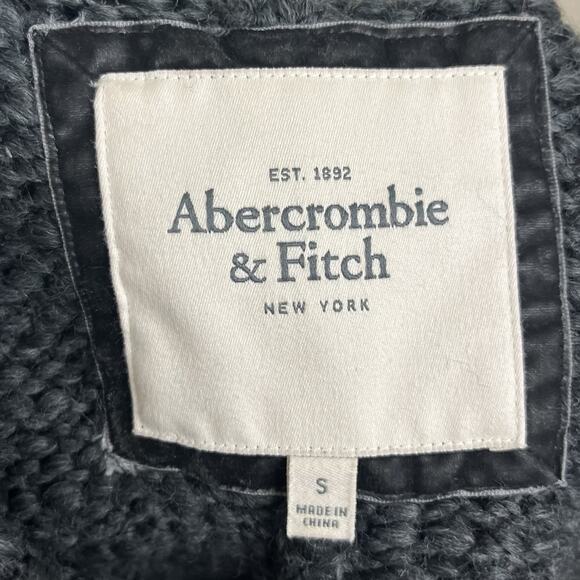 EST. 1892
Abercrombie
& Fitch
NEW YORK
S
MADE IN
CHINA